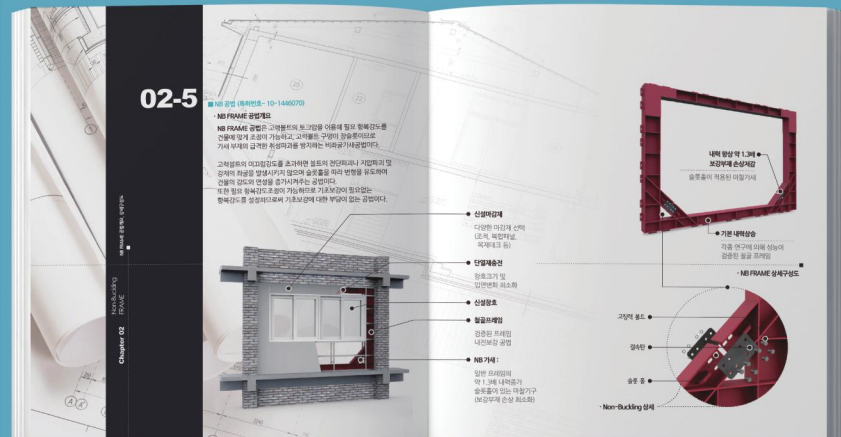 02-5
■ NB 공법 (특허번호- 10-1446070)
· NB FRAME 공법개요
NB FRAME 공법은 고력볼트의 토크압을 이용해 필요 항복강도를
건물에 맞게 조정이 가능하고, 고력볼트 구멍이 장슬롯이므로
가새 부재의 급격한 취성파괴를 방지하는 비좌굴가새공법이다.
고력볼트의 미끄럼강도를 초과하면 볼트의 전단파괴나 지압파괴 및
강재의 좌굴을 발생시키지 않으며 슬롯홀을 따라 변형을 유도하여
건물의 강도와 연성을 증가시켜주는 공법이다.
또한 필요 항복강도조정이 가능하므로 기초보강이 필요없는
항복강도를 설정하므로써 기초보강에 대한 부담이 없는 공법이다.
NB FRAME 공법개요, 상세구성도
Non-Buckling
FRAME
Chapter 02
신설마감재
다양한 마감재 선택
(조적, 복합패널,
목재데크 등)
단열재충전
창호크기 및
입면변화 최소화
신설창호
철골프레임
검증된 프레임
내진보강 공법
NB 가새 :
일반 프레임의
약 1.3배 내력증가
슬롯홀이 있는 마찰기구
(보강부재 손상 최소화)
내력 향상 약 1.3배
보강부재 손상저감
슬롯홀이 적용된 마찰가새
기본 내력상승
각종 연구에 의해 성능이
검증된 철골 프레임
· NB FRAME 상세구성도
고장력 볼트
결속판
슬롯 홀
· Non-Buckling 상세